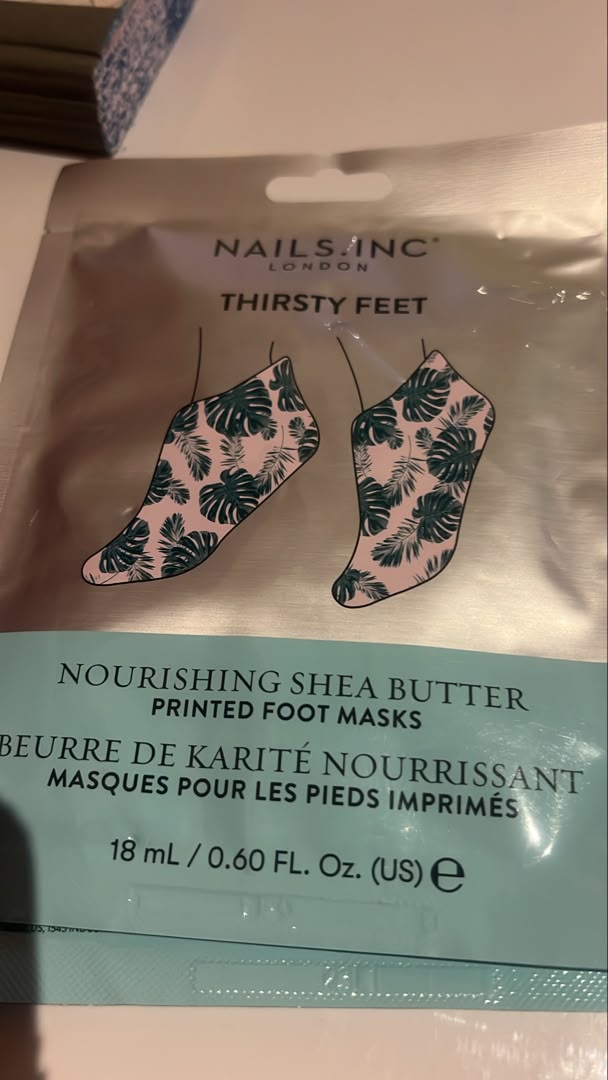 NAILS.INC
LONDON
THIRSTY FEET
NOURISHING SHEA BUTTER
PRINTED FOOT MASKS
BEURRE DE KARITÉ NOURRISSANT
MASQUES POUR LES PIEDS IMPRIMÉS
18 mL / 0.60 FL. Oz. (US) e